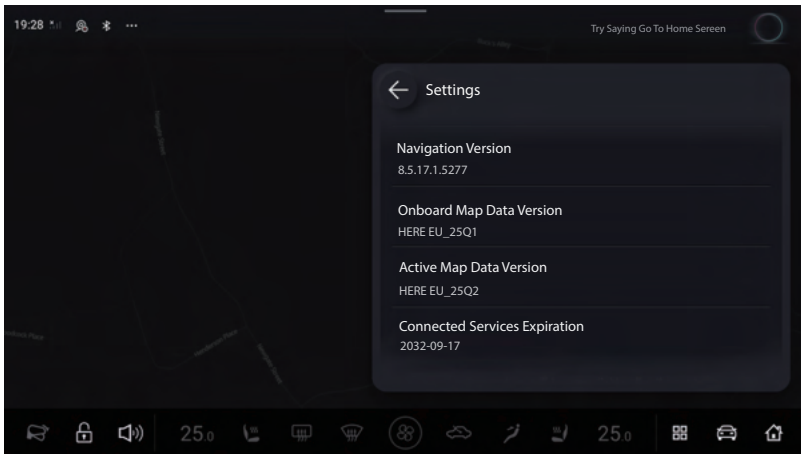 19:28
Try Saying Go To Home Sereen
Settings
Navigation Version
8.5.17.1.5277
Onboard Map Data Version
HERE EU_25Q1
Active Map Data Version
HERE EU_25Q2
Connected Services Expiration
2032-09-17
25.0
25.0